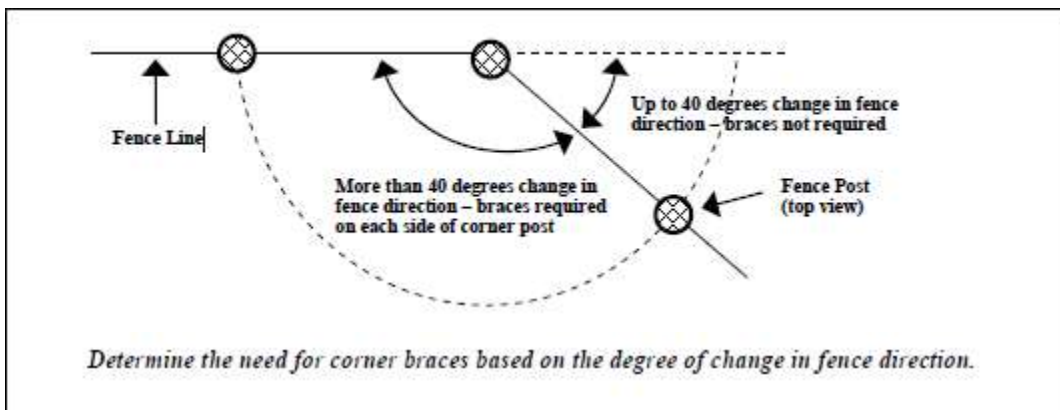 Fence Line
Up to 40 degrees change in fence
direction – braces not required
More than 40 degrees change in
fence direction – braces required
on each side of corner post
Fence Post
(top view)
Determine the need for corner braces based on the degree of change in fence direction.